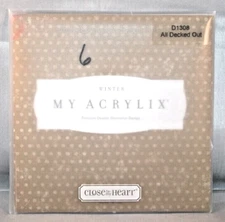 D1308
All Decked Out
6
MY ACRYLIX®
CLOSE TO MY HEART®